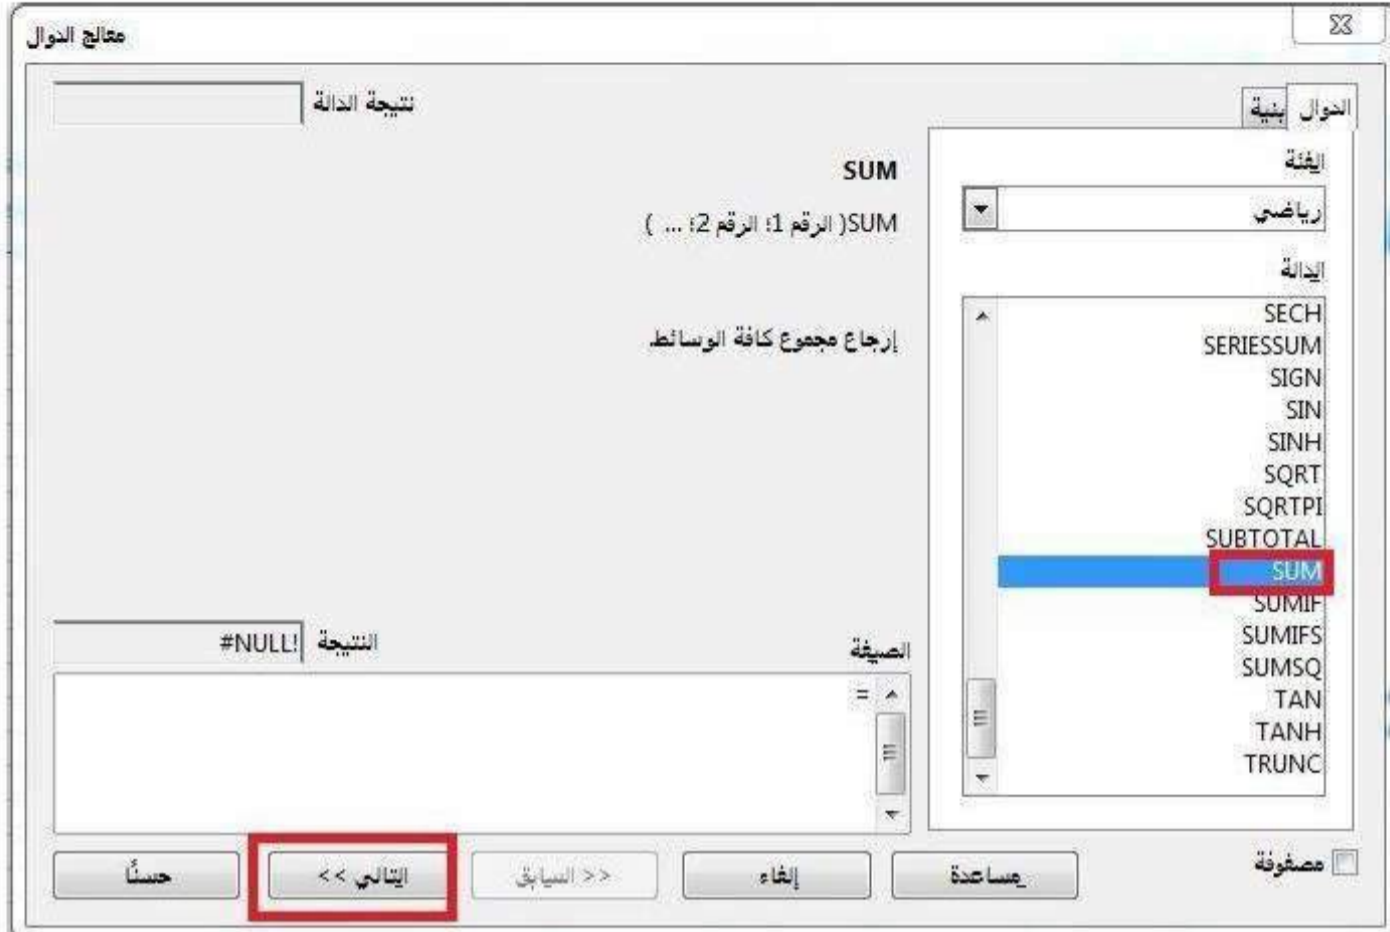 معالج الدوال
الدوال
بنية
الفئة
رياضي
الدالة
SECH
SERIESSUM
SIGN
SIN
SINH
SQRT
SQRTPI
SUBTOTAL
SUM
SUMIF
SUMIFS
SUMSQ
TAN
TANH
TRUNC
مصفوفة
نتيجة الدالة
SUM
SUM( الرقم 1؛ الرقم 2؛ ... )
إرجاع مجموع كافة الوسائط.
النتيجة
#NULL!
الصيغة
=
مساعدة
إلغاء
<< السابق
التالي >>
حسنًا